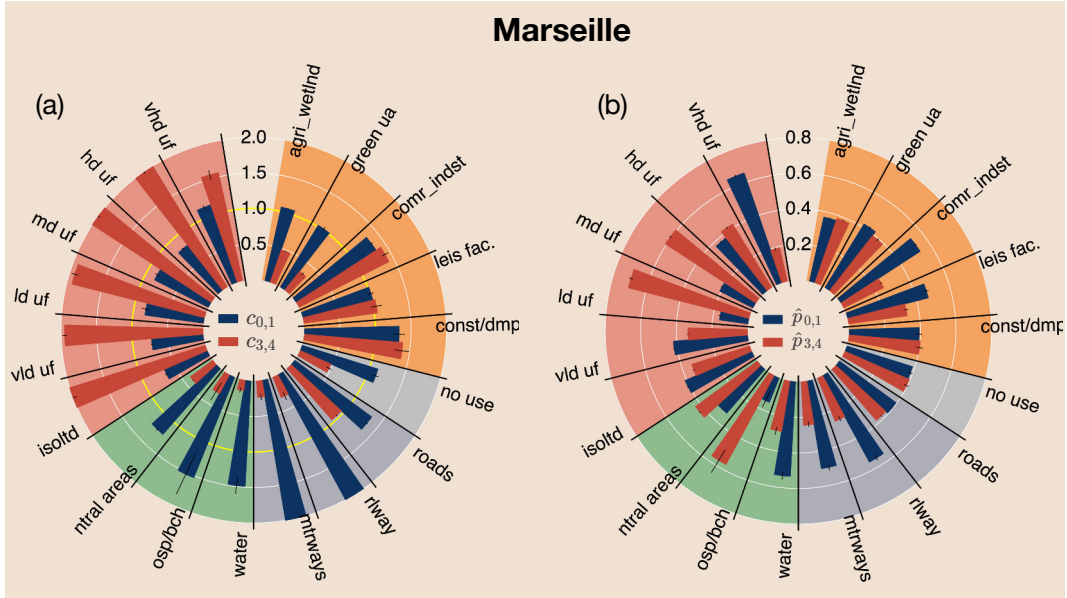 Marseille
(a)
agri_wetlnd
green ua
comr_indst
leis fac.
const/dmp
no use
roads
rlway
mtrways
water
osp/bch
ntral areas
isoltd
vld uf
ld uf
md uf
hd uf
vhd uf
2.0
1.5
1.0
0.5
c0,1
c3,4
(b)
agri_wetlnd
green ua
comr_indst
leis fac.
const/dmp
no use
roads
rlway
mtrways
water
osp/bch
ntral areas
isoltd
vld uf
ld uf
md uf
hd uf
vhd uf
0.8
0.6
0.4
0.2
p̂0,1
p̂3,4